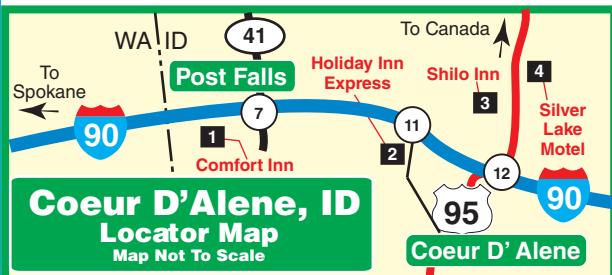 To Canada
WA ID
41
To
Spokane
Post Falls
Holiday Inn
Express
Shilo Inn
4
3
Silver
Lake
Motel
90
7
11
1
2
Comfort Inn
12
90
95
Coeur D'Alene, ID
Locator Map
Map Not To Scale
Coeur D' Alene